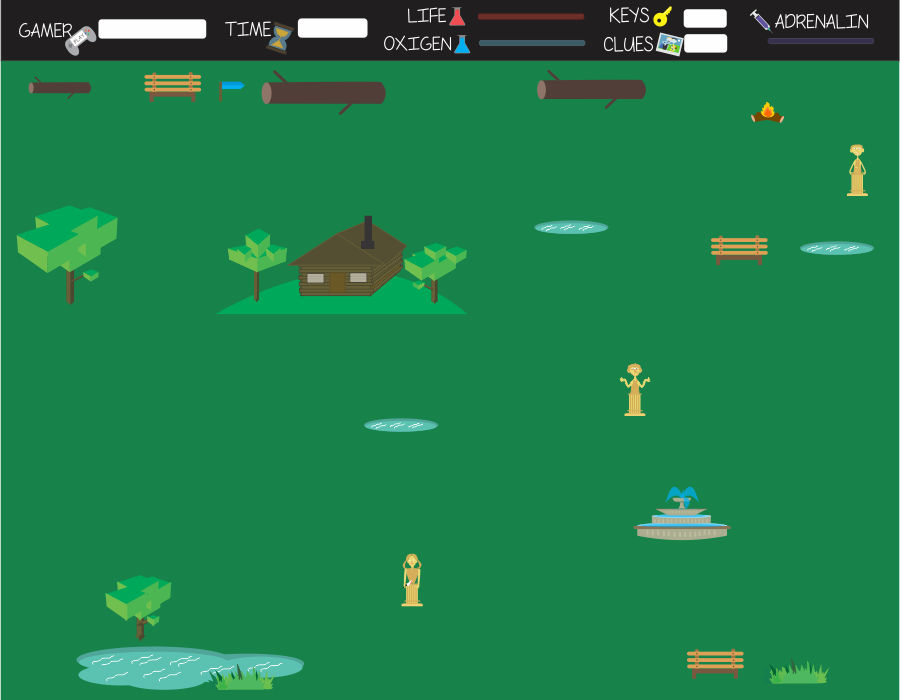 GAMER
TIME
LIFE
OXIGEN
KEYS
CLUES
ADRENALIN